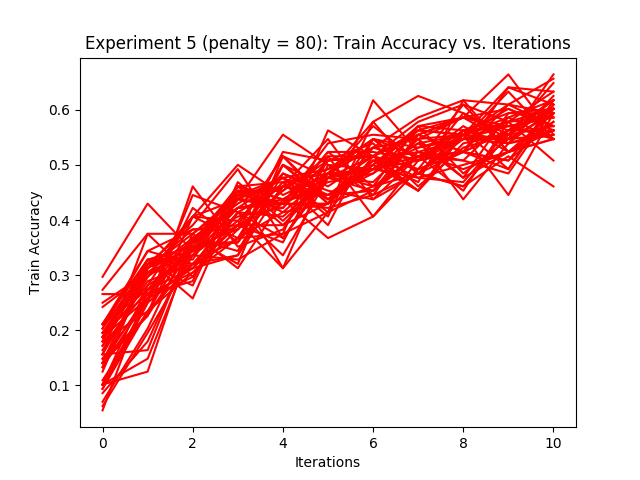 Experiment 5 (penalty = 80): Train Accuracy vs. Iterations
0.6
0.5
0.4
0.3
0.2
0.1
Train Accuracy
0 2 4 6 8 10
Iterations